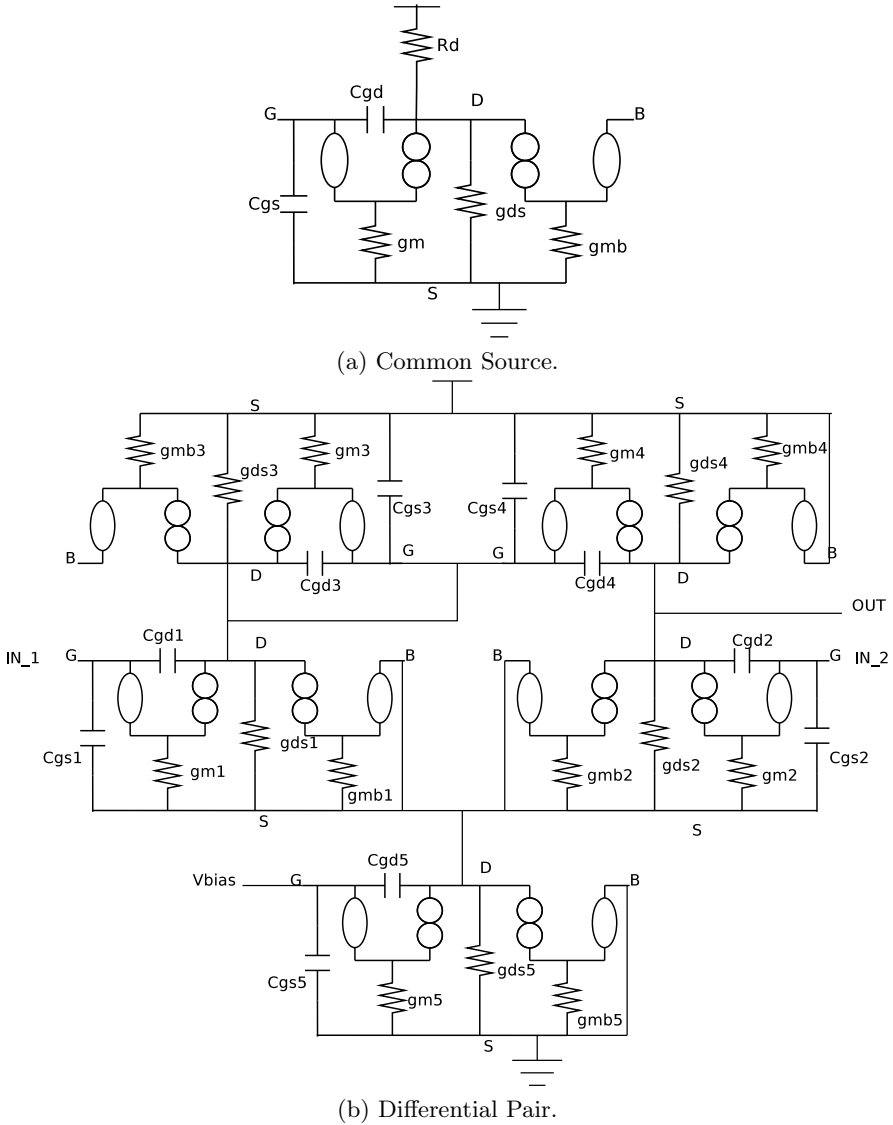 Rd
Cgd
D
G
B
Cgs
gds
gm
gmb
S
(a) Common Source.
S
S
gmb3
gm3
gm4
gmb4
gds3
gds4
Cgs3
Cgs4
B
D
G
G
D
B
Cgd3
Cgd4
OUT
Cgd1
D
D
Cgd2
IN_1
G
B
B
G
IN_2
Cgs1
gds1
gds2
Cgs2
gm1
gmb1
gmb2
gm2
S
S
Cgd5
D
Vbias
G
B
Cgs5
gds5
gm5
gmb5
S
(b) Differential Pair.